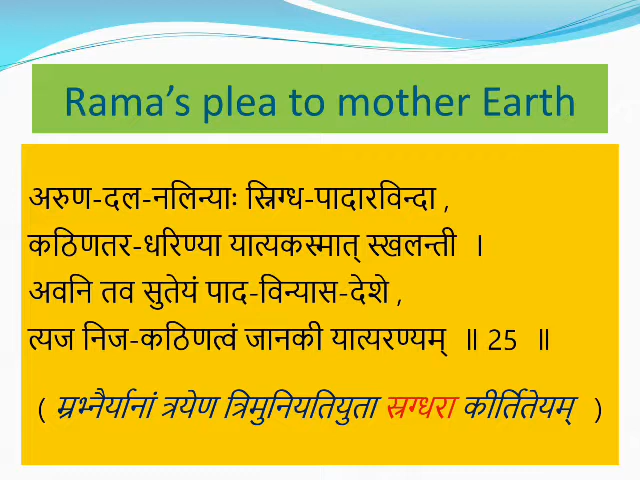 Rama’s plea to mother Earth
अरुण-दल-नलिन्याः स्निग्ध-पादारविन्दा ,
कठिणतर-धरिण्या यात्यकस्मात् स्खलन्ती ।
अवनि तव सुतेयं पाद-विन्यास-देशे ,
त्यज निज-कठिणत्वं जानकी यात्यरण्यम् ॥ 25 ॥
( म्रभ्नैर्यानां त्रयेण त्रिमुनियतियुता स्रग्धरा कीर्तितेयम् )